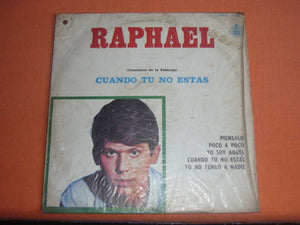 RAPHAEL
(Canciones de la Película)
CUANDO TU NO ESTAS
PIENSALO
POCO A POCO
YO SOY AQUEL
CUANDO TU NO ESTAS
YO NO TENGO A NADIE